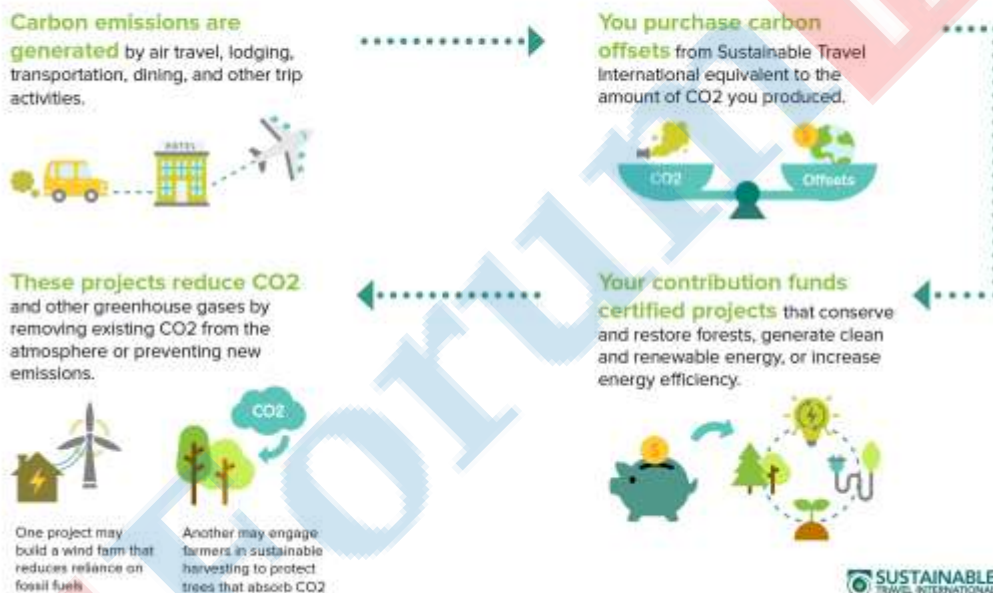 Carbon emissions are
generated by air travel, lodging,
transportation, dining, and other trip
activities.
HOTEL
You purchase carbon
offsets from Sustainable Travel
International equivalent to the
amount of CO2 you produced.
CO2
Offsets
Your contribution funds
certified projects that conserve
and restore forests, generate clean
and renewable energy, or increase
energy efficiency.
These projects reduce CO2
and other greenhouse gases by
removing existing CO2 from the
atmosphere or preventing new
emissions.
CO2
One project may
build a wind farm that
reduces reliance on
fossil fuels
Another may engage
farmers in sustainable
harvesting to protect
trees that absorb CO2
SUSTAINABLE
TRAVEL INTERNATIONAL
Forum